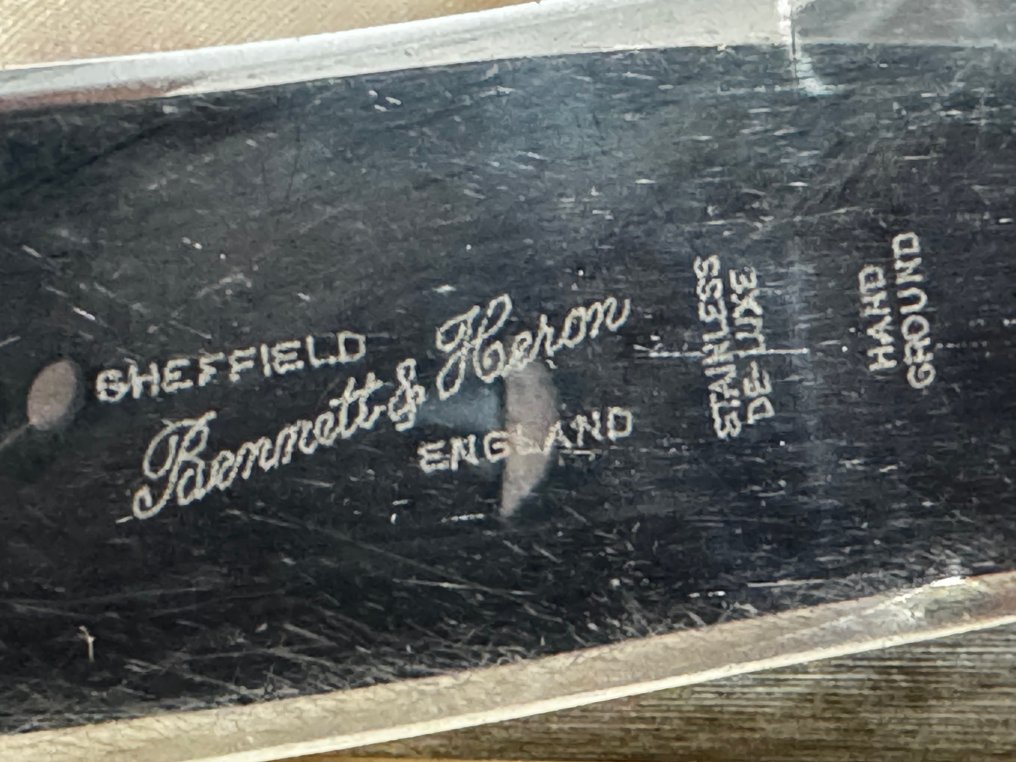 SHEFFIELD
Bennett & Heron
ENGLAND
STAINLESS
DE-LUXE
HAND
GROUND